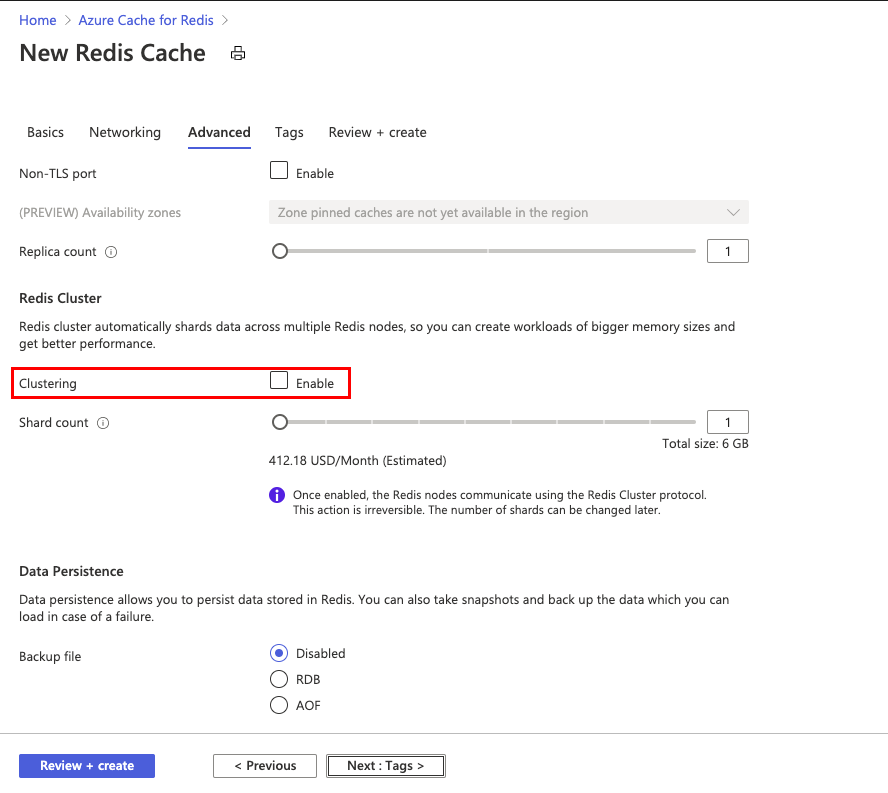 Home > Azure Cache for Redis >
New Redis Cache
Basics Networking Advanced Tags Review + create
Non-TLS port Enable
(PREVIEW) Availability zones Zone pinned caches are not yet available in the region
Replica count 1
Redis Cluster
Redis cluster automatically shards data across multiple Redis nodes, so you can create workloads of bigger memory sizes and
get better performance.
Clustering Enable
Shard count 1
Total size: 6 GB
412.18 USD/Month (Estimated)
Once enabled, the Redis nodes communicate using the Redis Cluster protocol.
This action is irreversible. The number of shards can be changed later.
Data Persistence
Data persistence allows you to persist data stored in Redis. You can also take snapshots and back up the data which you can
load in case of a failure.
Backup file Disabled
RDB
AOF
Review + create < Previous Next : Tags >